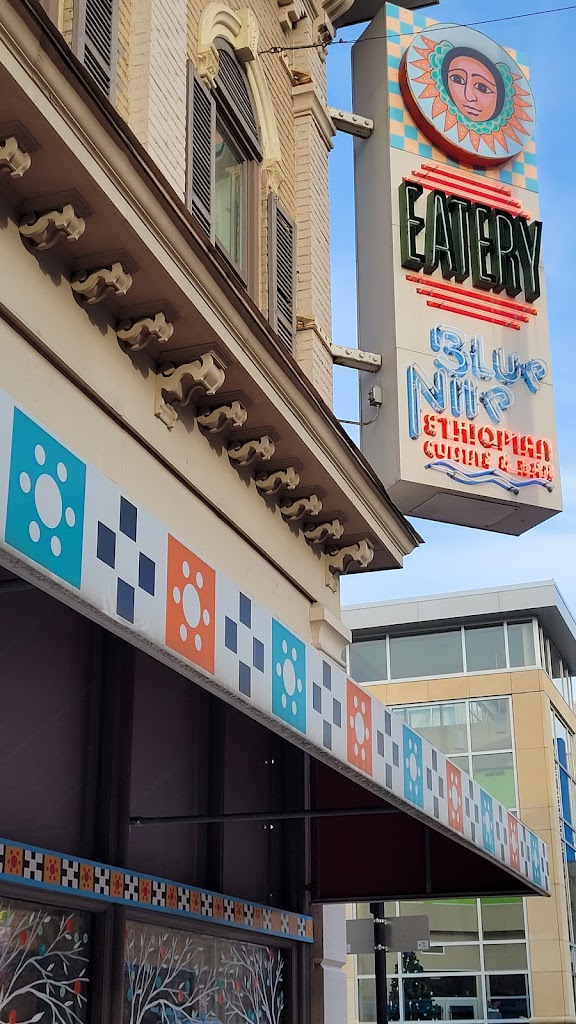 EATERY
BLUE
NILE
ETHIOPIAN
CUISINE & BAR